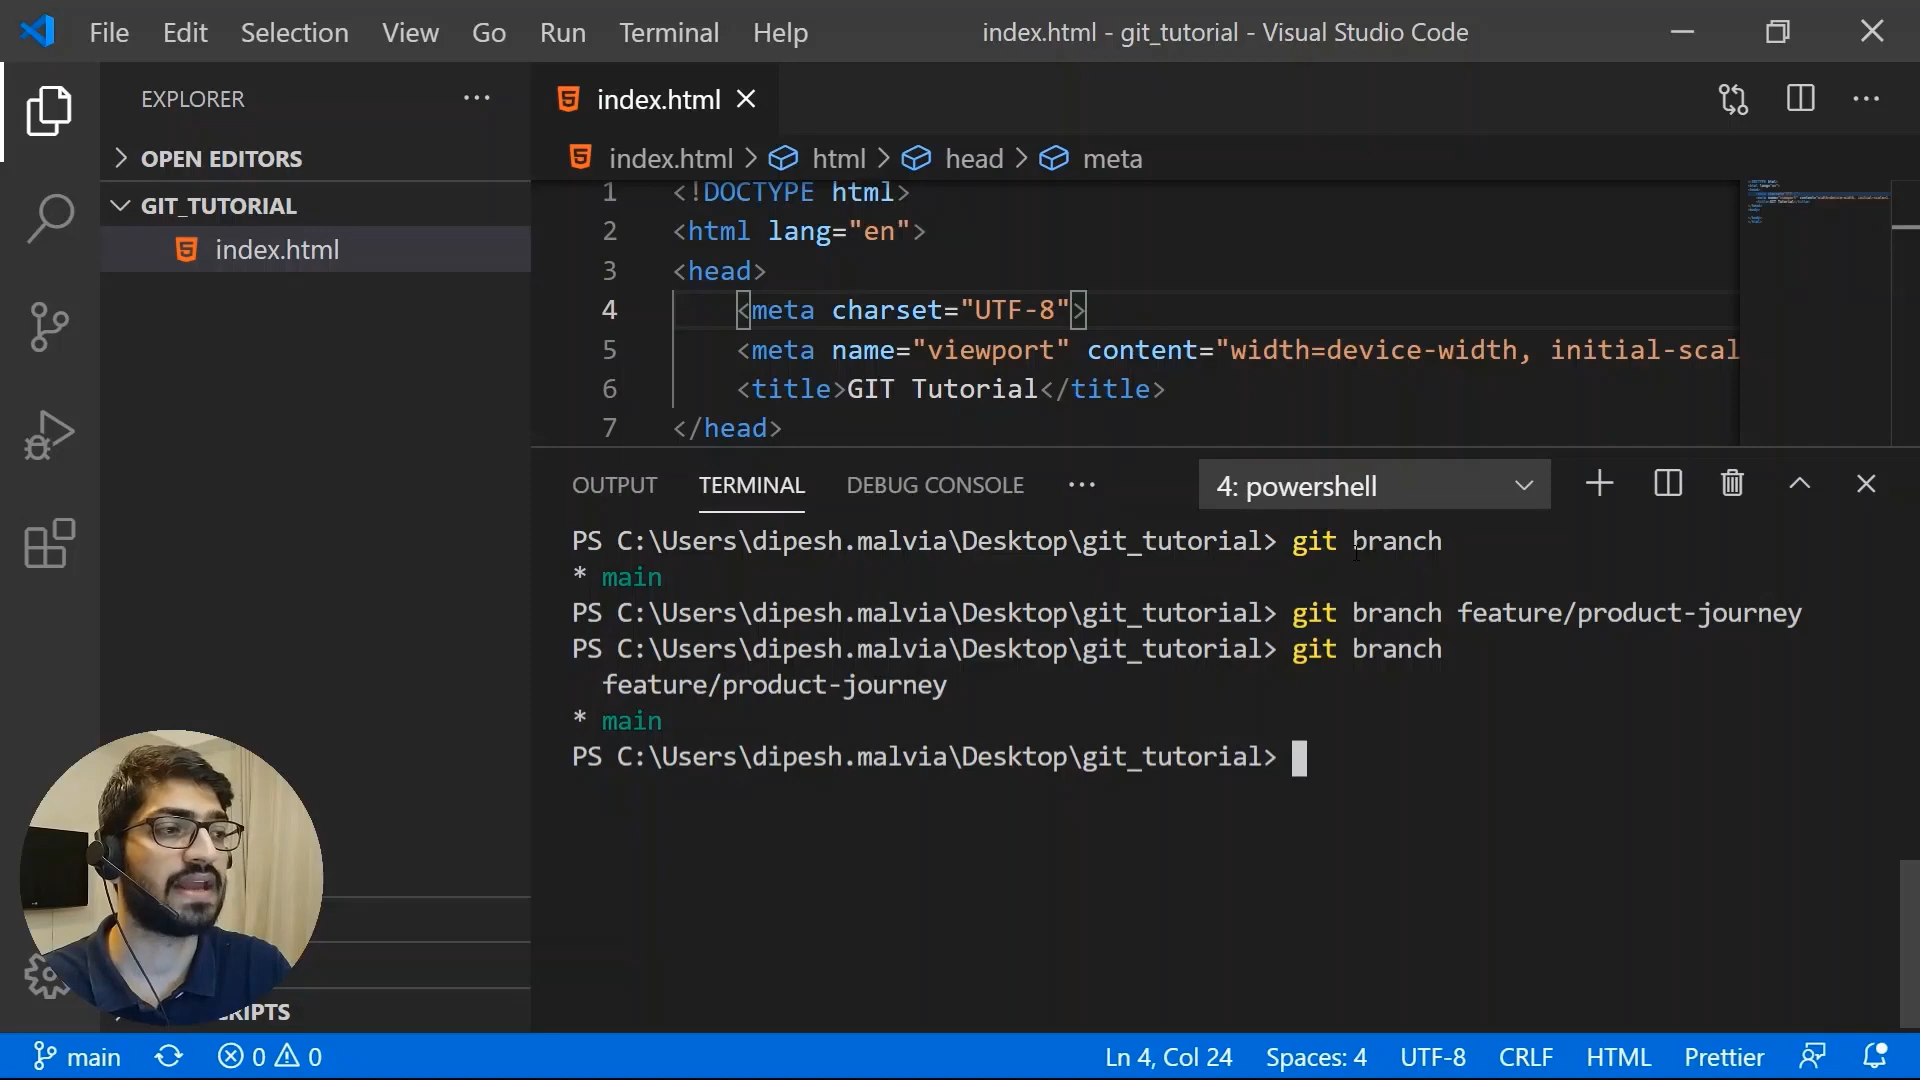 File Edit Selection View Go Run Terminal Help index.html - git_tutorial - Visual Studio Code
EXPLORER
OPEN EDITORS
GIT_TUTORIAL
index.html
index.html
index.html > html > head > meta
1 <!DOCTYPE html>
2 <html lang="en">
3 <head>
4 <meta charset="UTF-8">
5 <meta name="viewport" content="width=device-width, initial-scal
6 <title>GIT Tutorial</title>
7 </head>
OUTPUT TERMINAL DEBUG CONSOLE 4: powershell
PS C:\Users\dipesh.malvia\Desktop\git_tutorial> git branch
* main
PS C:\Users\dipesh.malvia\Desktop\git_tutorial> git branch feature/product-journey
PS C:\Users\dipesh.malvia\Desktop\git_tutorial> git branch
feature/product-journey
* main
PS C:\Users\dipesh.malvia\Desktop\git_tutorial>
RIPTS
main 0 0 Ln 4, Col 24 Spaces: 4 UTF-8 CRLF HTML Prettier